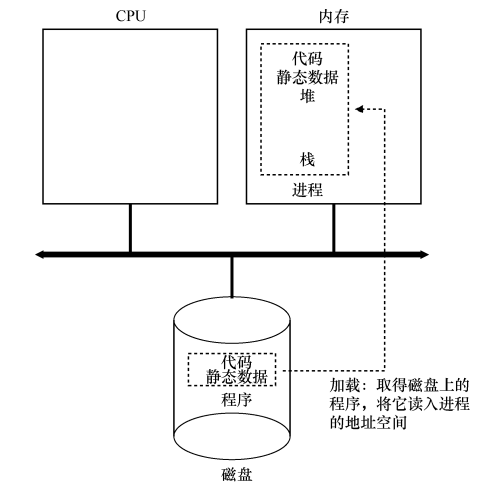 CPU
内存
代码
静态数据
堆
栈
进程
代码
静态数据
程序
加载：取得磁盘上的
程序，将它读入进程
的地址空间
磁盘